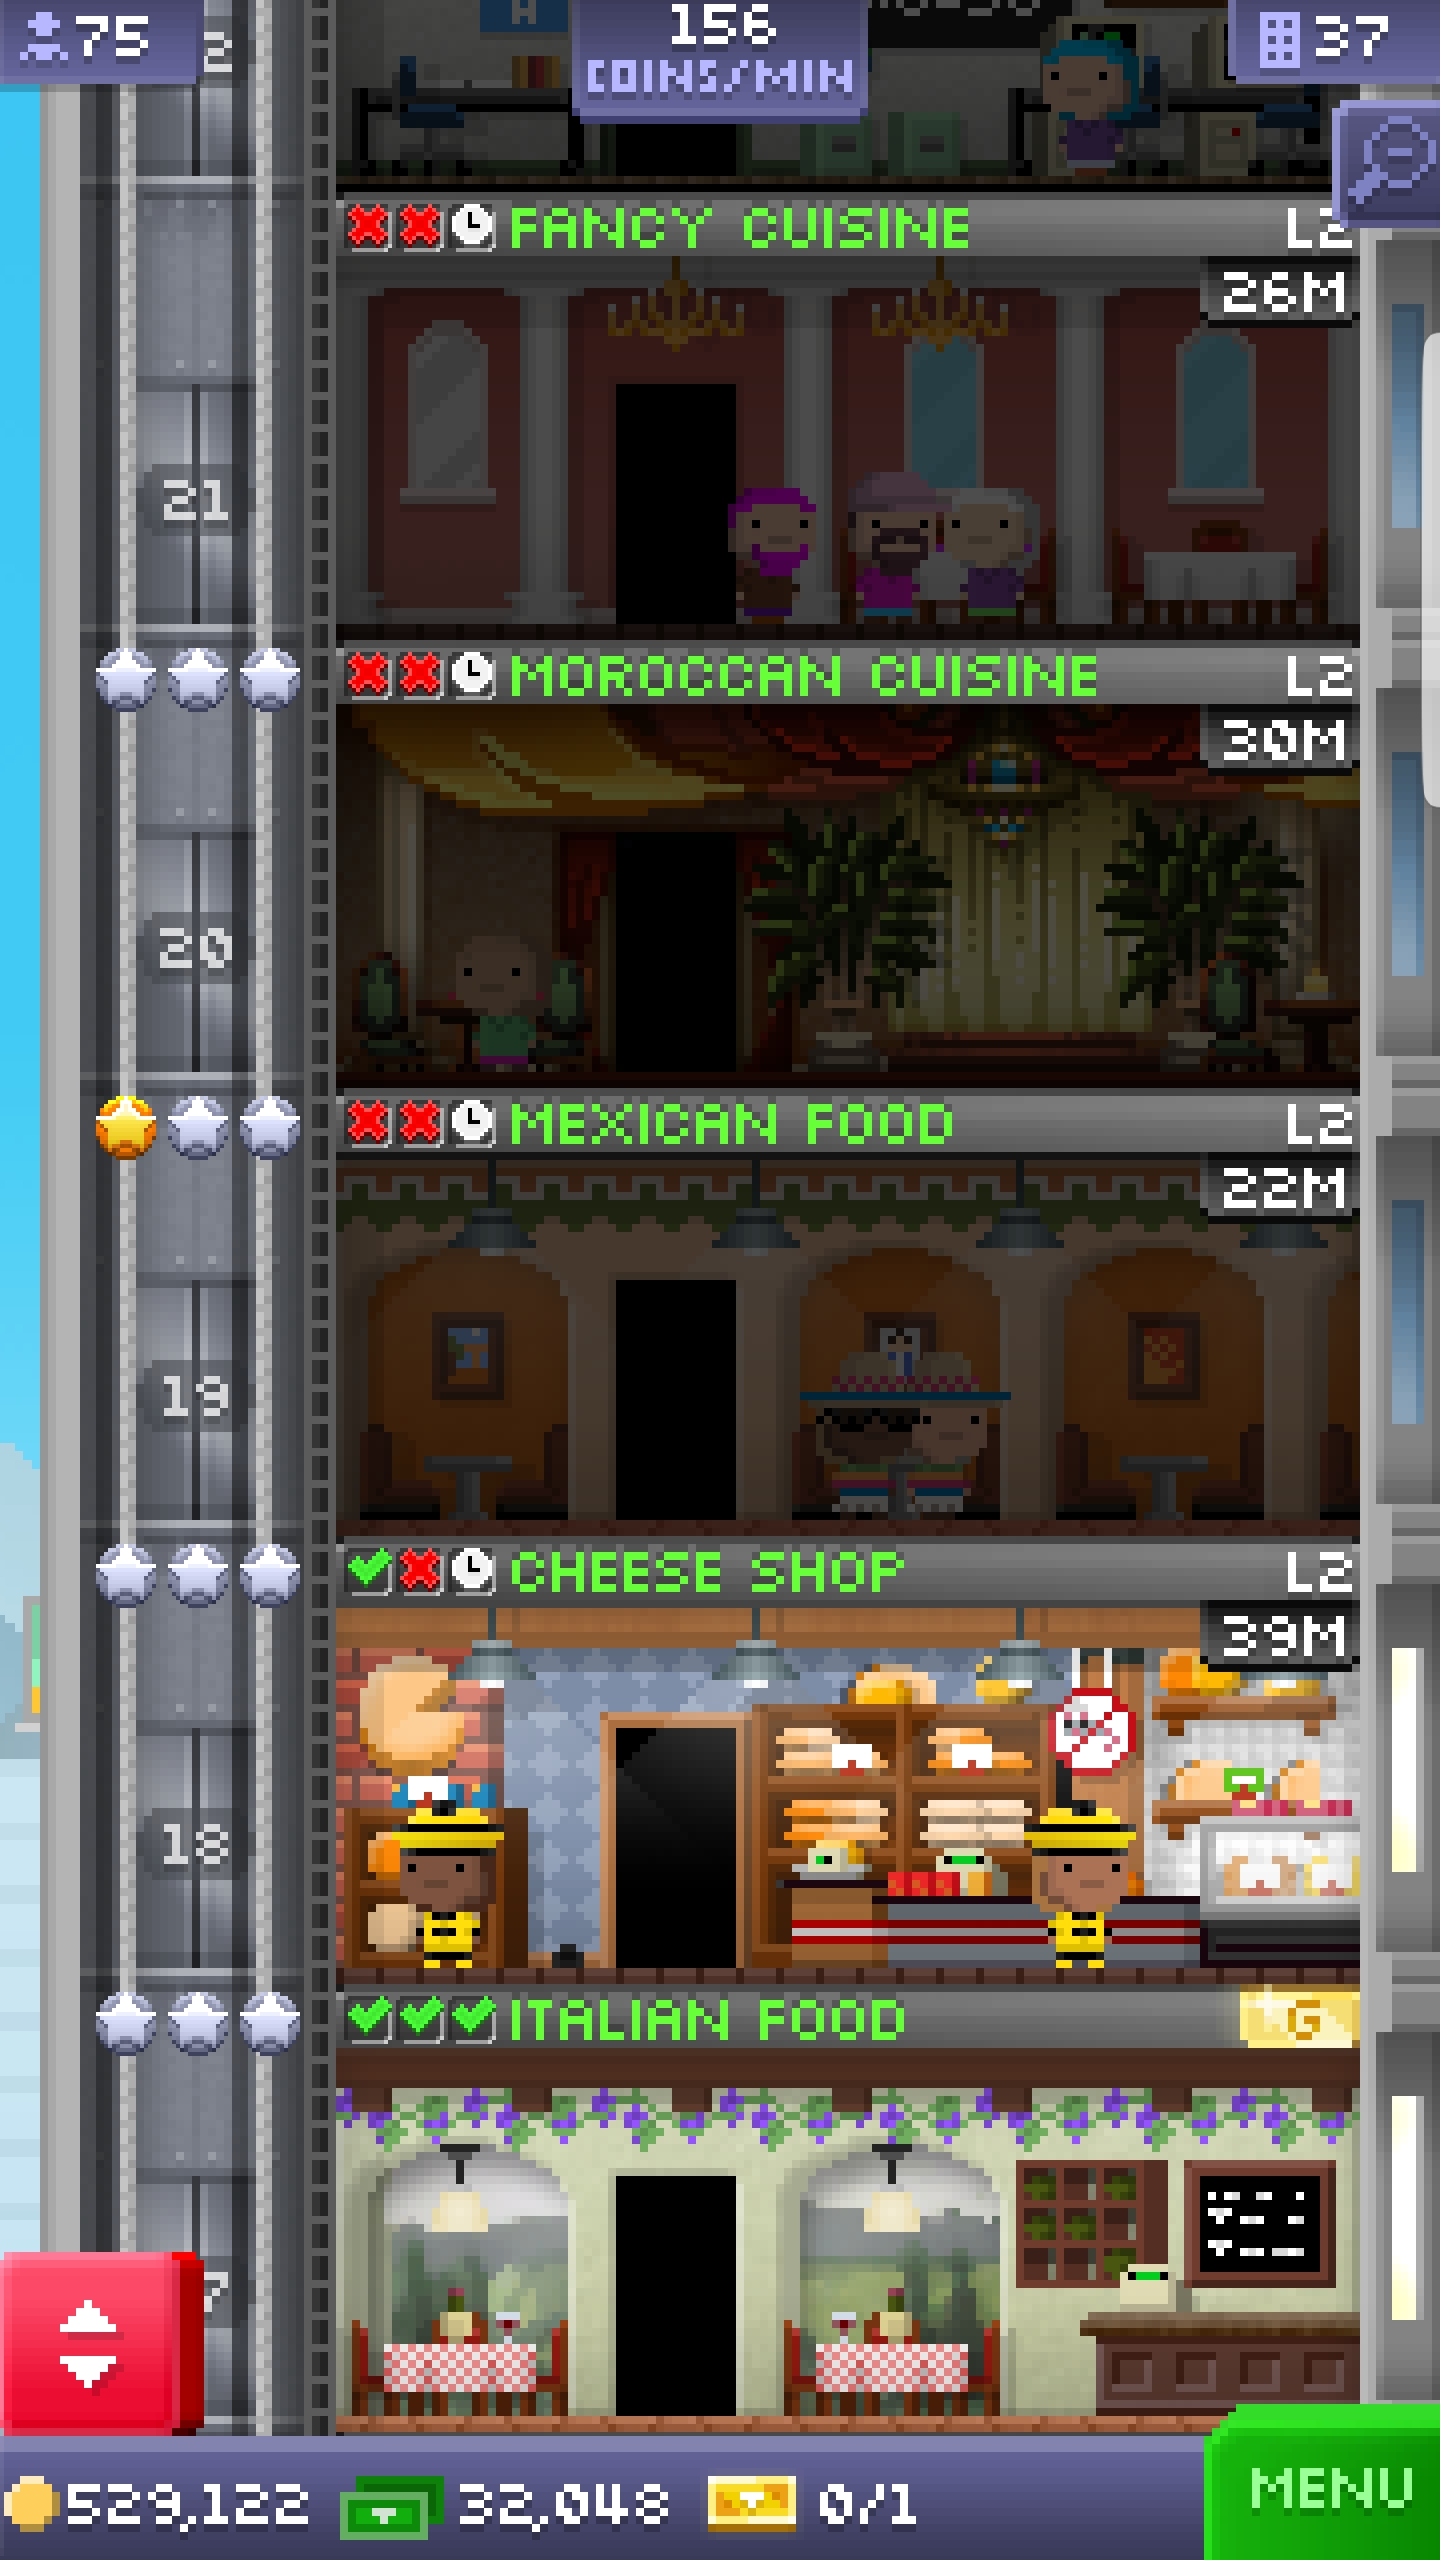 75
156
COINS/MIN
37
FANCY CUISINE
L2
26M
21
MOROCCAN CUISINE
L2
30M
20
MEXICAN FOOD
L2
22M
19
CHEESE SHOP
L2
39M
18
ITALIAN FOOD
G
529,122
32,048
0/1
MENU